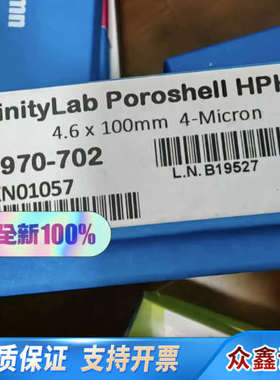 finityLab Poroshell HPH
4.6 x 100mm 4-Micron
970-702
L.N. B19527
N01057
全新100%
质保证 支持开票
众鑫